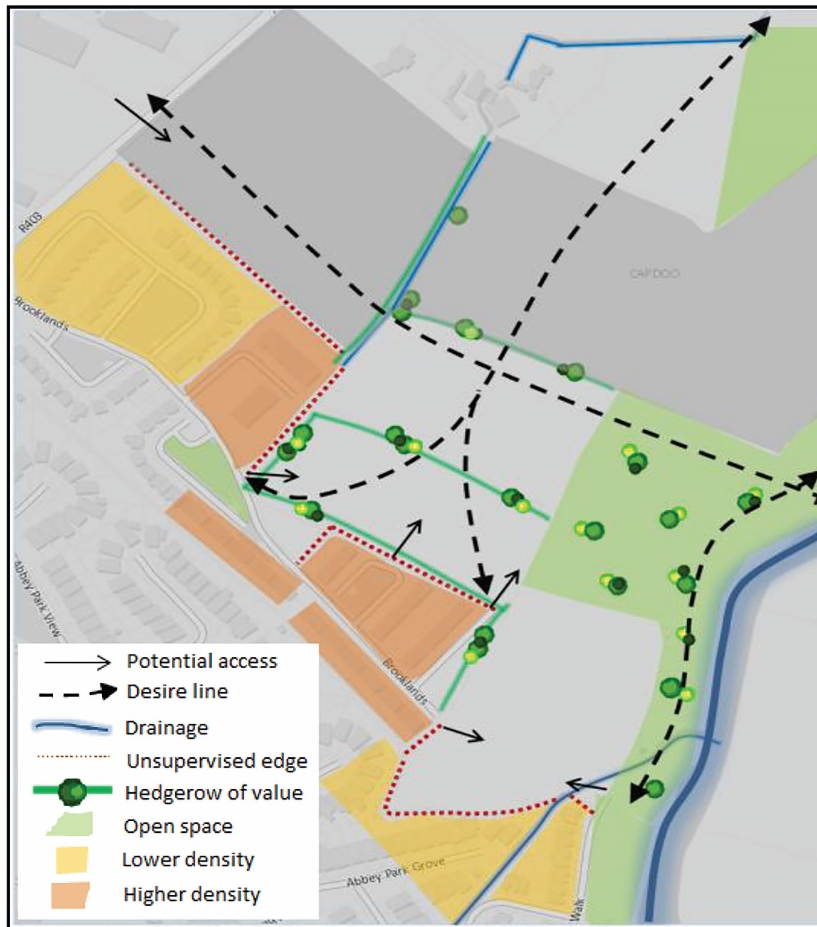 R403
CAPDOO
Brooklands
Abbey Park View
Brooklands
Potential access
Desire line
Drainage
Unsupervised edge
Hedgerow of value
Open space
Lower density
Higher density
Abbey Park Grove
Walk